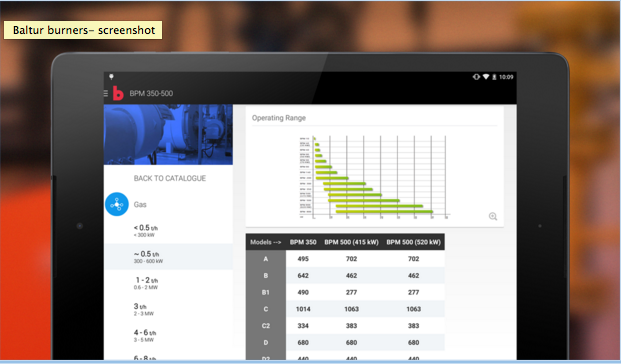 Baltur burners- screenshot
10:09
BPM 350-500
Operating Range
BACK TO CATALOGUE
Gas
< 0.5 t/h
< 300 kW
~ 0.5 t/h
300 - 600 kW
1 - 2 t/h
0.6 - 2 MW
3 t/h
2 - 3 MW
4 - 6 t/h
3 - 5 MW
6 - 8 t/h
Models --> BPM 350 BPM 500 (415 kW) BPM 500 (520 kW)
A 495 702 702
B 642 462 462
B1 490 277 277
C 1014 1063 1063
C2 334 383 383
D 680 680 680
D2 440 440 440